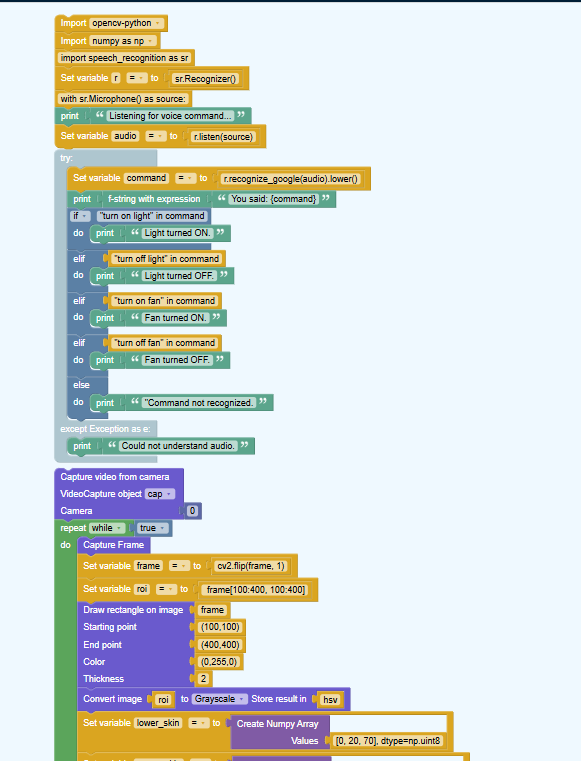 Import opencv-python
Import numpy as np
import speech_recognition as sr
Set variable r = to sr.Recognizer()
with sr.Microphone() as source:
print “ Listening for voice command... ”
Set variable audio = to r.listen(source)
try:
Set variable command = to r.recognize_google(audio).lower()
print f-string with expression “ You said: {command} ”
if "turn on light" in command
do print “ Light turned ON. ”
elif "turn off light" in command
do print “ Light turned OFF. ”
elif "turn on fan" in command
do print “ Fan turned ON. ”
elif "turn off fan" in command
do print “ Fan turned OFF. ”
else
do print “ "Command not recognized. ”
except Exception as e:
print “ Could not understand audio. ”
Capture video from camera
VideoCapture object cap
Camera 0
repeat while true
do Capture Frame
Set variable frame = to cv2.flip(frame, 1)
Set variable roi = to frame[100:400, 100:400]
Draw rectangle on image frame
Starting point (100,100)
End point (400,400)
Color (0,255,0)
Thickness 2
Convert image roi to Grayscale Store result in hsv
Set variable lower_skin = to Create Numpy Array
Values [0, 20, 70], dtype=np.uint8